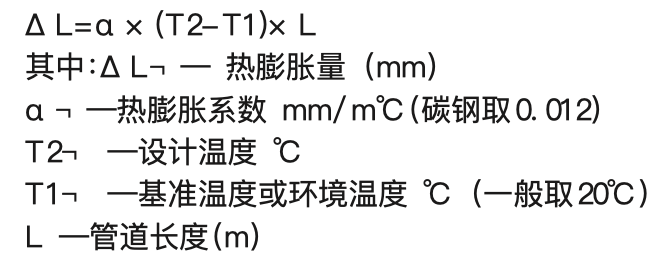 Δ L=α × (T2-T1)× L
其中:Δ L¬ — 热膨胀量 (mm)
α ¬ —热膨胀系数 mm/m℃(碳钢取0.012)
T2¬ —设计温度 ℃
T1¬ —基准温度或环境温度 ℃ (一般取20℃)
L —管道长度(m)